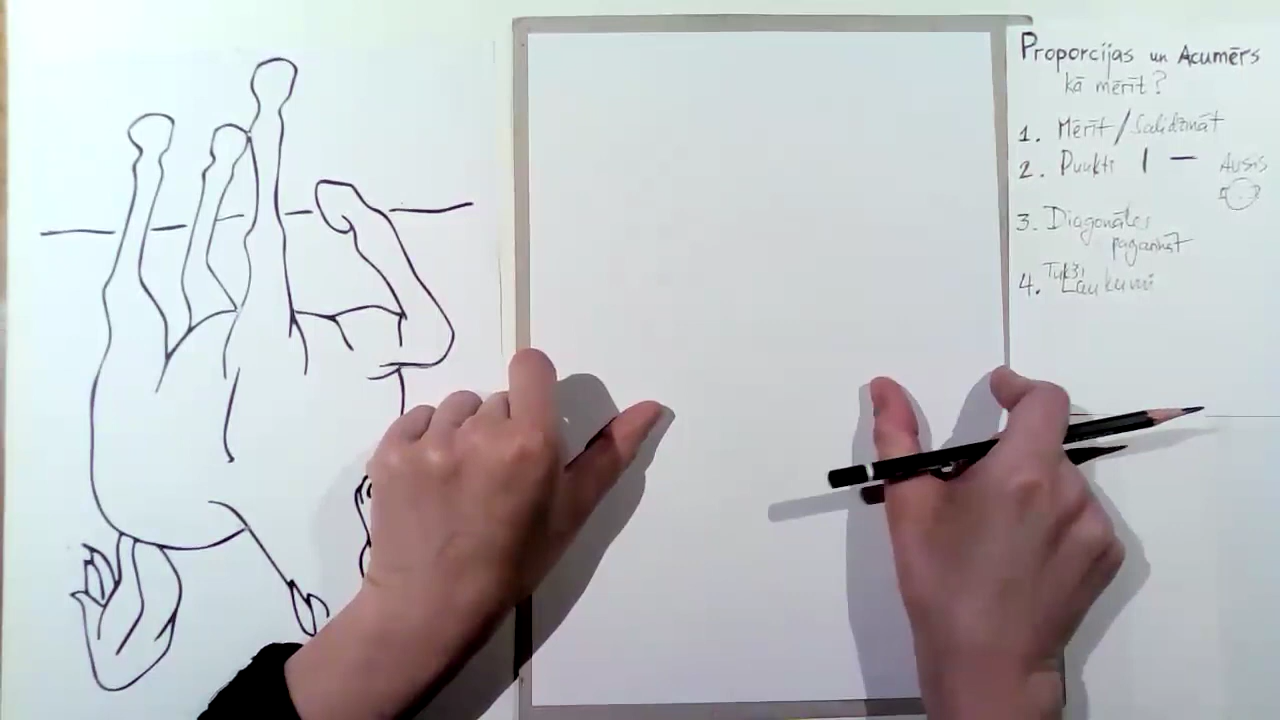 Proporcijas un Acumērs
kā mērīt?
1. Mērīt/Salīdzināt
2. Punkti | —
Ausis
3. Diagonāles
pagarināt
Tukši
4. Laukumi